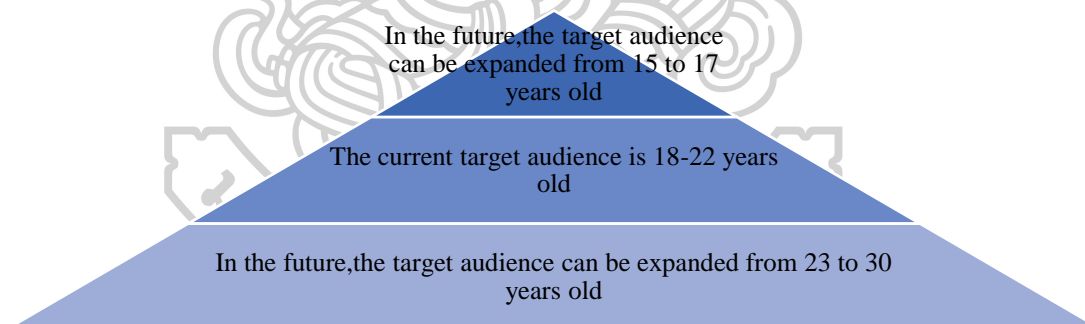 In the future,the target audience
can be expanded from 15 to 17
years old
The current target audience is 18-22 years
old
In the future,the target audience can be expanded from 23 to 30
years old